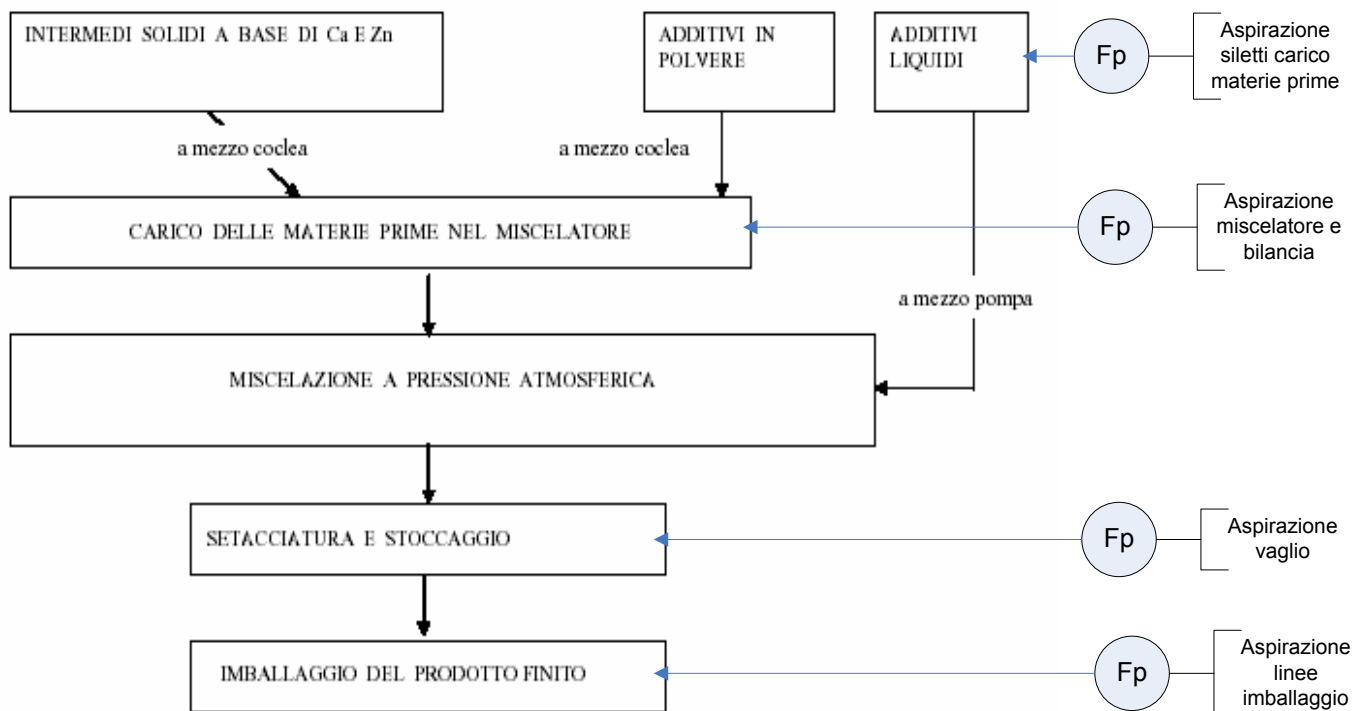 INTERMEDI SOLIDI A BASE DI Ca E Zn
ADDITIVI IN
POLVERE
ADDITIVI
LIQUIDI
Fp
Aspirazione
siletti carico
materie prime
a mezzo coclea
a mezzo coclea
CARICO DELLE MATERIE PRIME NEL MISCELATORE
Fp
Aspirazione
miscelatore e
bilancia
a mezzo pompa
MISCELAZIONE A PRESSIONE ATMOSFERICA
SETACCIATURA E STOCCAGGIO
Fp
Aspirazione
vaglio
IMBALLAGGIO DEL PRODOTTO FINITO
Fp
Aspirazione
linee
imballaggio